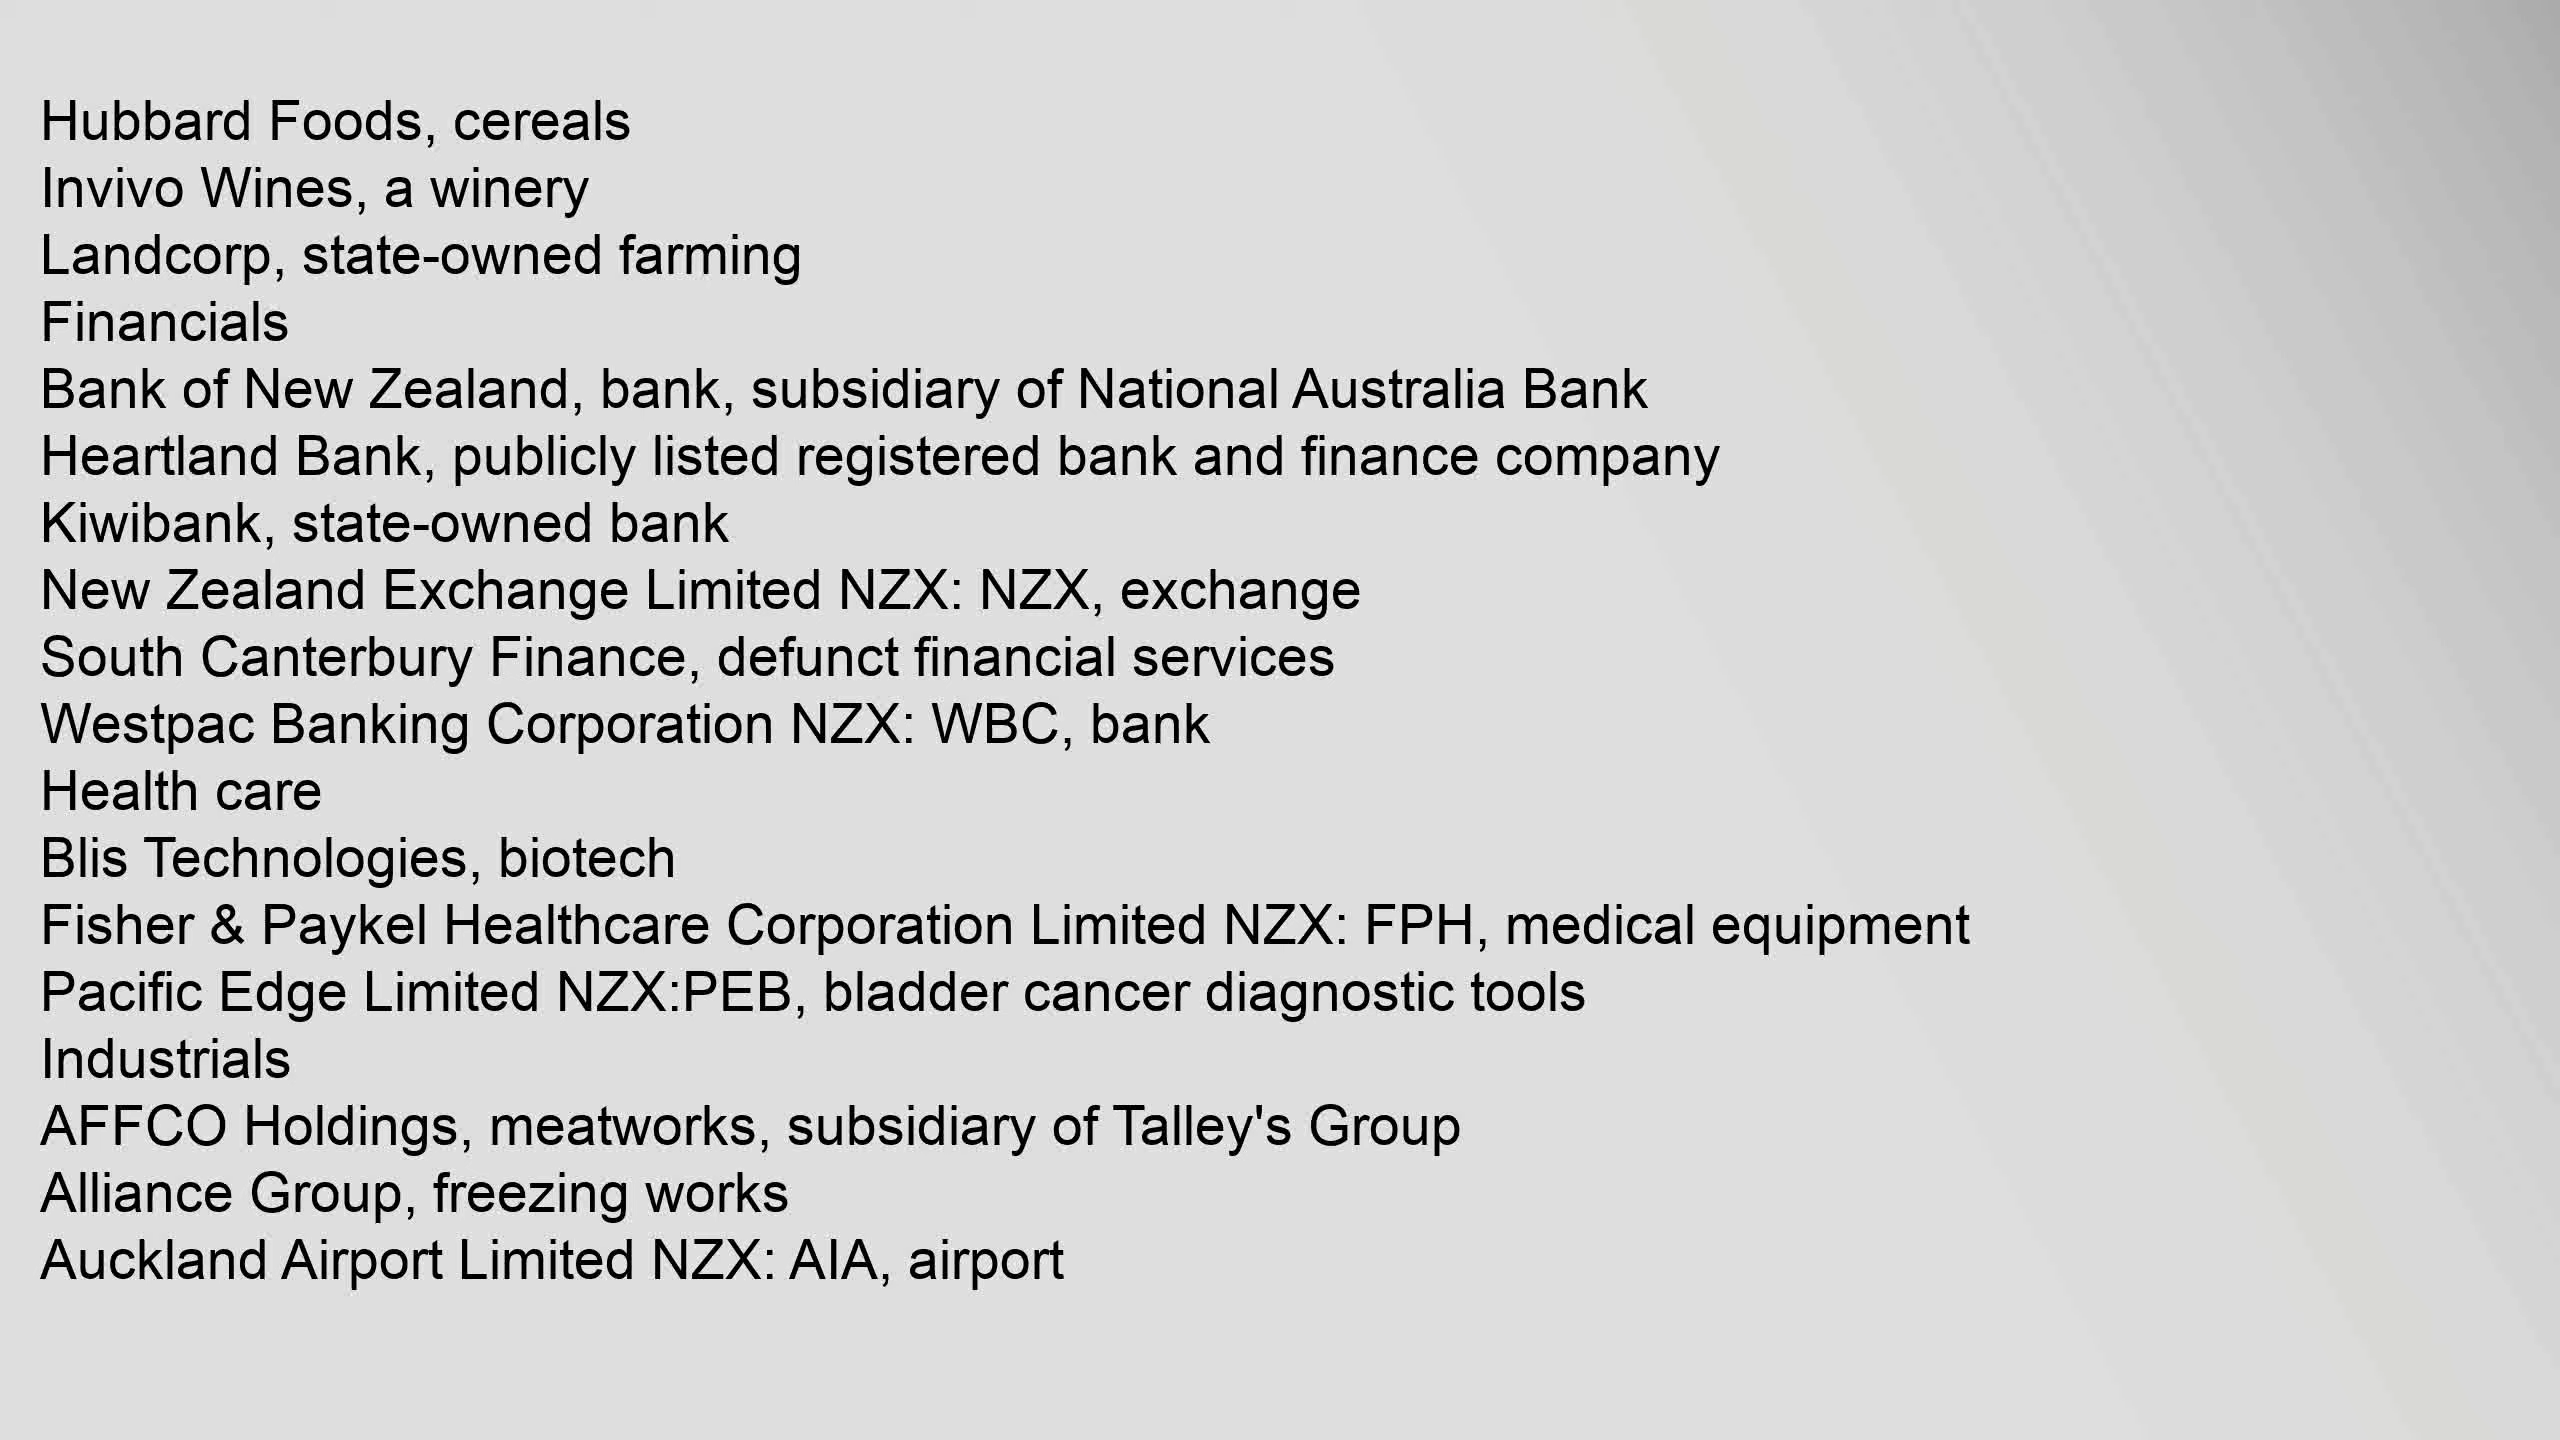 Hubbard Foods, cereals
Invivo Wines, a winery
Landcorp, state-owned farming
Financials
Bank of New Zealand, bank, subsidiary of National Australia Bank
Heartland Bank, publicly listed registered bank and finance company
Kiwibank, state-owned bank
New Zealand Exchange Limited NZX: NZX, exchange
South Canterbury Finance, defunct financial services
Westpac Banking Corporation NZX: WBC, bank
Health care
Blis Technologies, biotech
Fisher & Paykel Healthcare Corporation Limited NZX: FPH, medical equipment
Pacific Edge Limited NZX:PEB, bladder cancer diagnostic tools
Industrials
AFFCO Holdings, meatworks, subsidiary of Talley's Group
Alliance Group, freezing works
Auckland Airport Limited NZX: AIA, airport